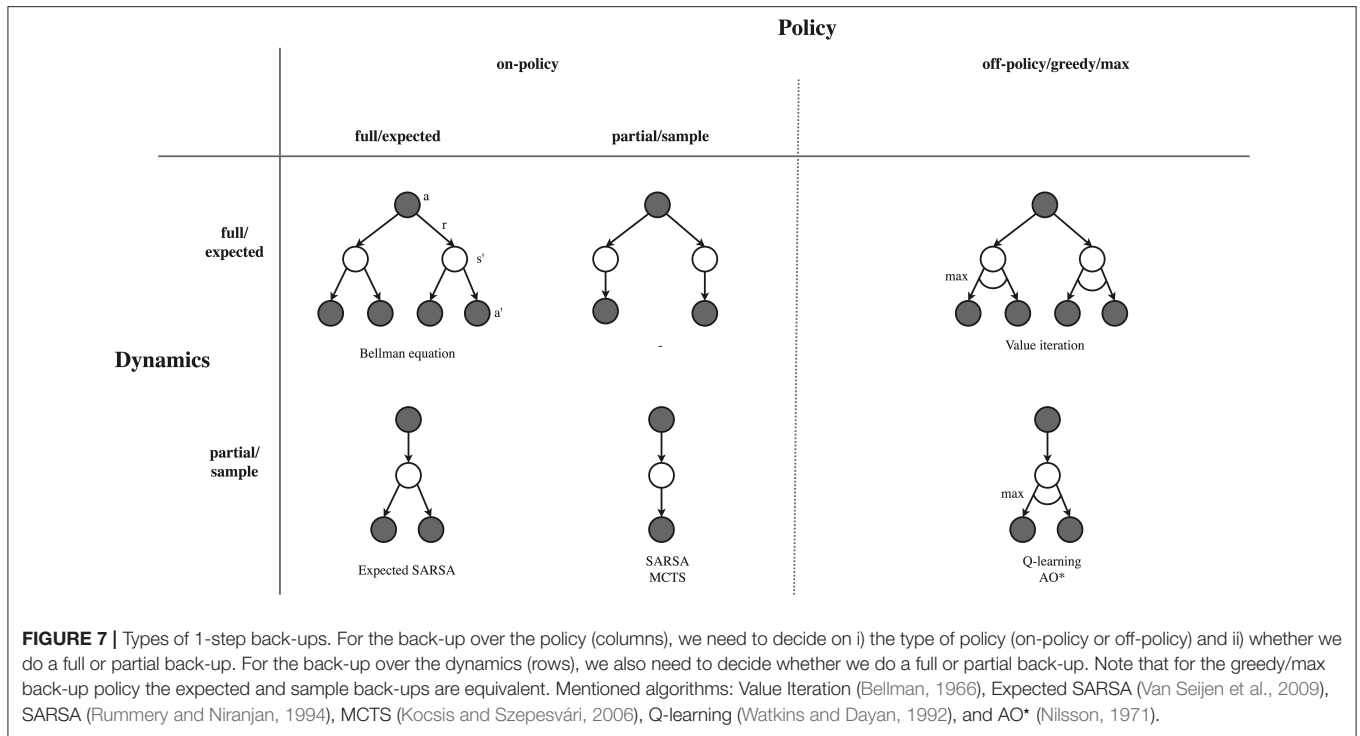 Policy
on-policy
off-policy/greedy/max
full/expected
partial/sample
Dynamics
full/
expected
a
r
s'
a'
Bellman equation
-
max
Value iteration
partial/
sample
Expected SARSA
SARSA
MCTS
max
Q-learning
AO*
FIGURE 7 | Types of 1-step back-ups. For the back-up over the policy (columns), we need to decide on i) the type of policy (on-policy or off-policy) and ii) whether we
do a full or partial back-up. For the back-up over the dynamics (rows), we also need to decide whether we do a full or partial back-up. Note that for the greedy/max
back-up policy the expected and sample back-ups are equivalent. Mentioned algorithms: Value Iteration (Bellman, 1966), Expected SARSA (Van Seijen et al., 2009),
SARSA (Rummery and Niranjan, 1994), MCTS (Kocsis and Szepesvári, 2006), Q-learning (Watkins and Dayan, 1992), and AO⋆ (Nilsson, 1971).